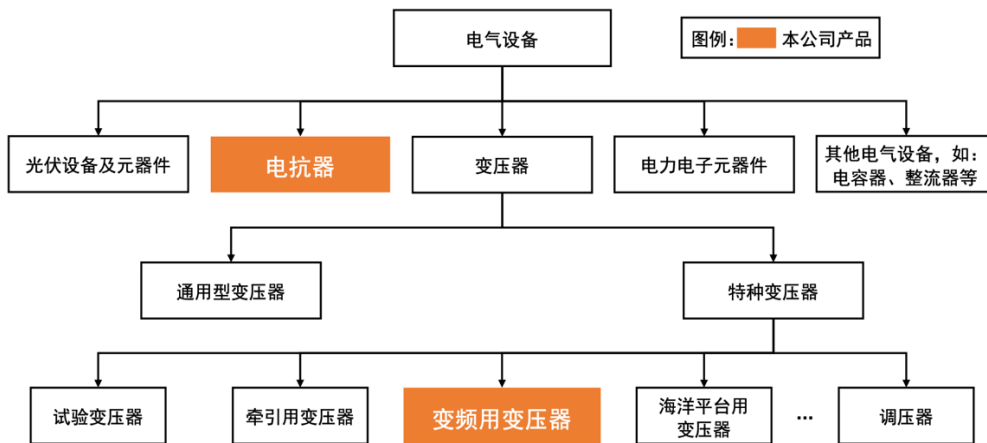 电气设备
图例： 本公司产品
光伏设备及元器件
电抗器
变压器
电力电子元器件
其他电气设备，如：
电容器、整流器等
通用型变压器
特种变压器
试验变压器
牵引用变压器
变频用变压器
海洋平台用
变压器
...
调压器